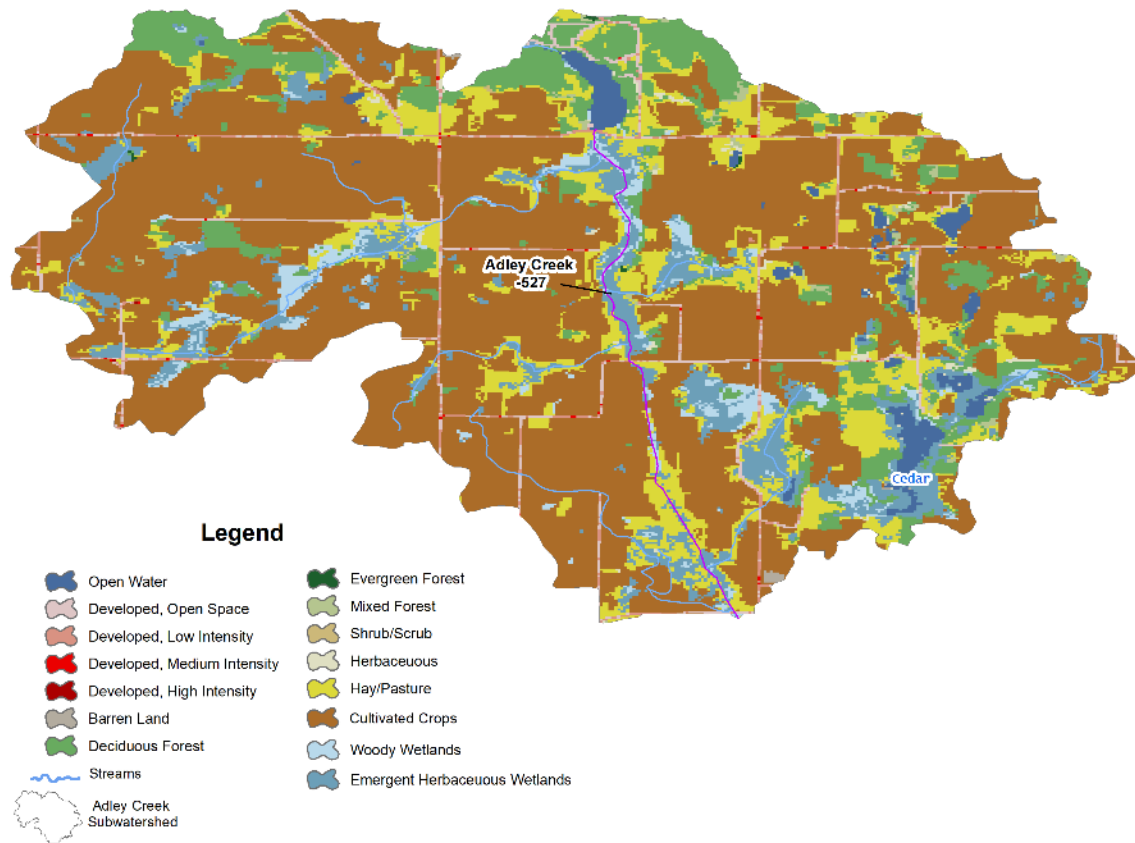 Adley Creek
-527
Cedar
Legend
Open Water
Developed, Open Space
Developed, Low Intensity
Developed, Medium Intensity
Developed, High Intensity
Barren Land
Deciduous Forest
Streams
Adley Creek
Subwatershed
Evergreen Forest
Mixed Forest
Shrub/Scrub
Herbaceuous
Hay/Pasture
Cultivated Crops
Woody Wetlands
Emergent Herbaceuous Wetlands